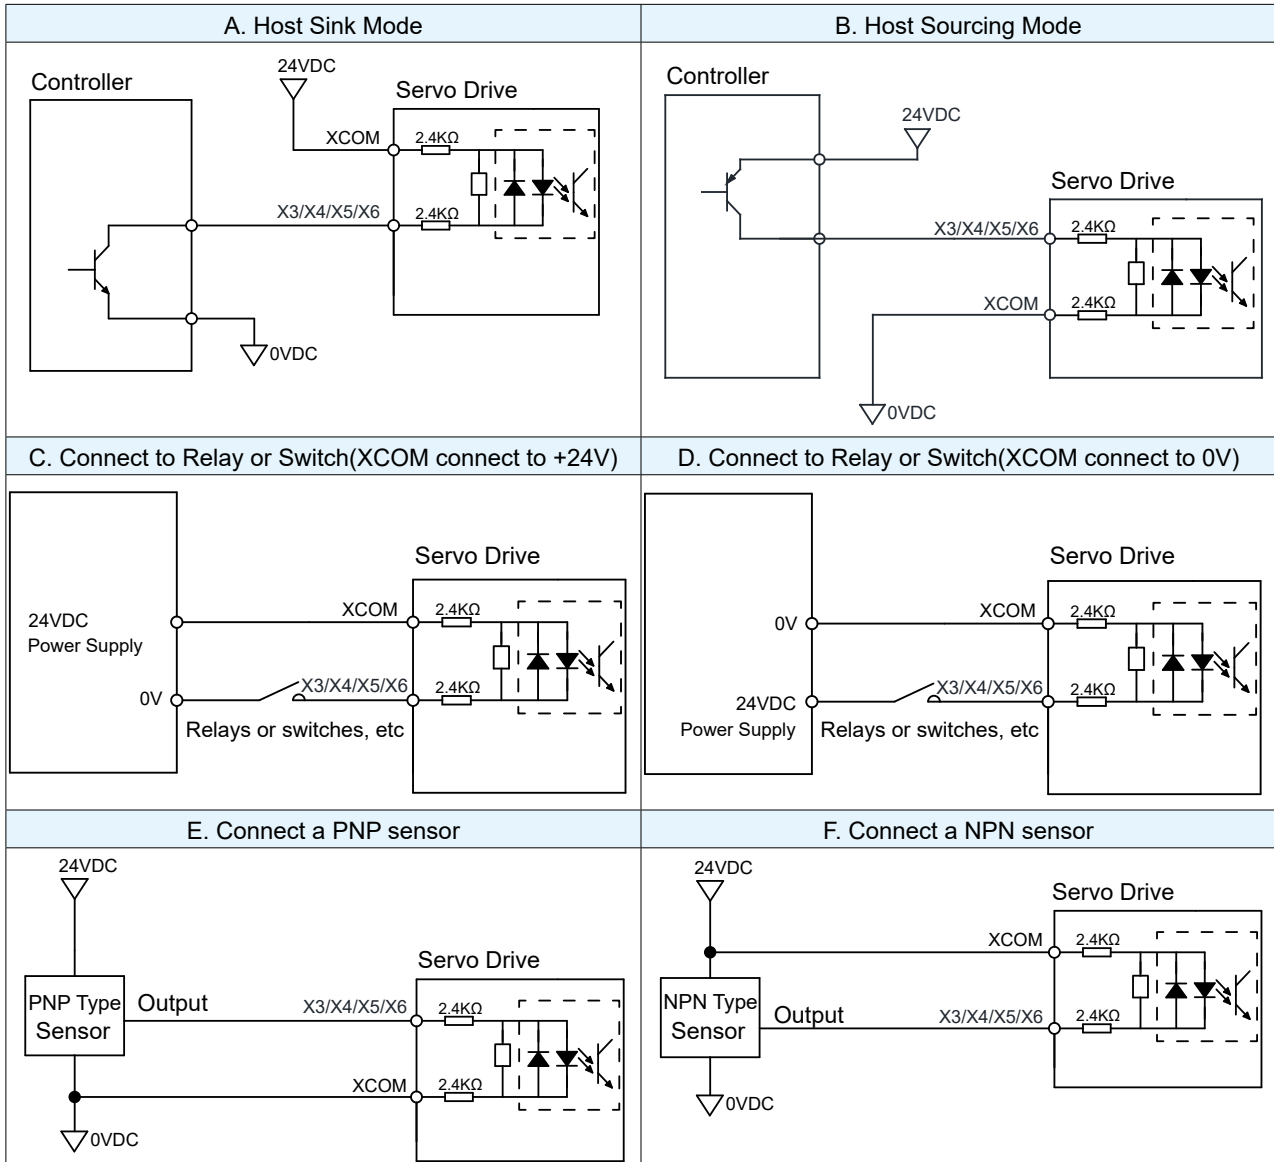 A. Host Sink Mode
B. Host Sourcing Mode
Controller
24VDC
Servo Drive
XCOM
2.4KΩ
X3/X4/X5/X6
2.4KΩ
0VDC
Controller
24VDC
Servo Drive
X3/X4/X5/X6
2.4KΩ
XCOM
2.4KΩ
0VDC
C. Connect to Relay or Switch(XCOM connect to +24V)
D. Connect to Relay or Switch(XCOM connect to 0V)
Servo Drive
24VDC
Power Supply
XCOM
2.4KΩ
0V
X3/X4/X5/X6
2.4KΩ
Relays or switches, etc
Servo Drive
0V
XCOM
2.4KΩ
24VDC
Power Supply
X3/X4/X5/X6
2.4KΩ
Relays or switches, etc
E. Connect a PNP sensor
F. Connect a NPN sensor
24VDC
Servo Drive
PNP Type
Sensor
Output
X3/X4/X5/X6
2.4KΩ
XCOM
2.4KΩ
0VDC
24VDC
Servo Drive
XCOM
2.4KΩ
NPN Type
Sensor
Output
X3/X4/X5/X6
2.4KΩ
0VDC